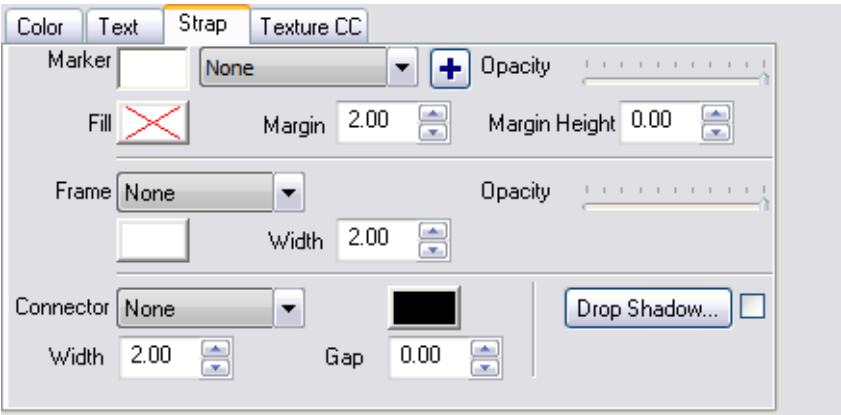 Color Text Strap Texture CC
Marker None + Opacity
Fill Margin 2.00 Margin Height 0.00
Frame None Opacity
Width 2.00
Connector None Drop Shadow...
Width 2.00 Gap 0.00